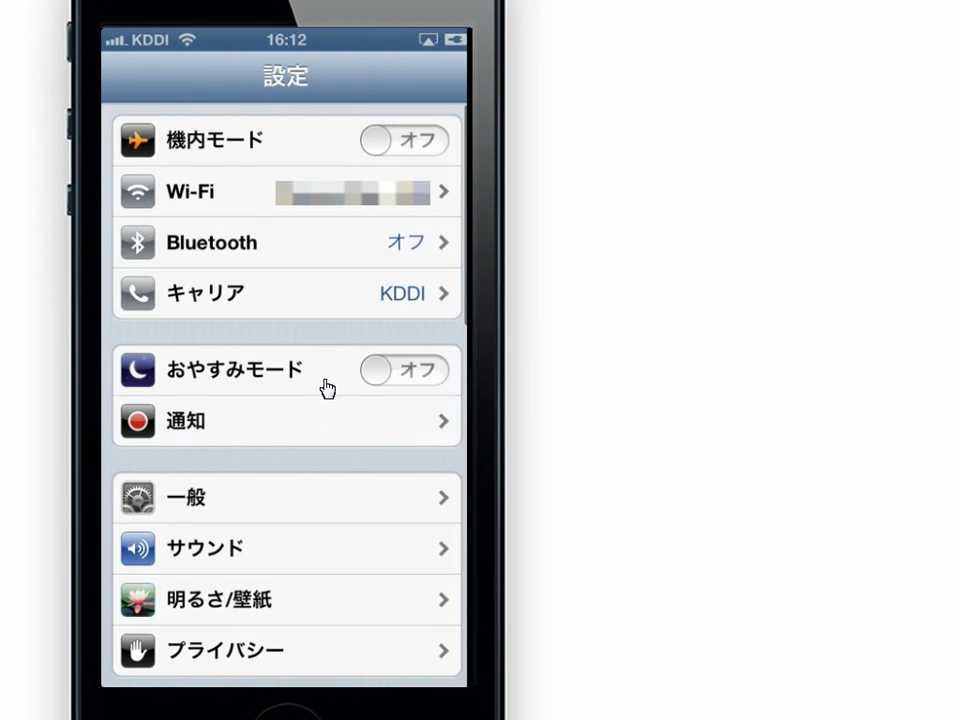 KDDI 16:12
設定
機内モード オフ
Wi-Fi
Bluetooth オフ
キャリア KDDI
おやすみモード オフ
通知
一般
サウンド
明るさ/壁紙
プライバシー